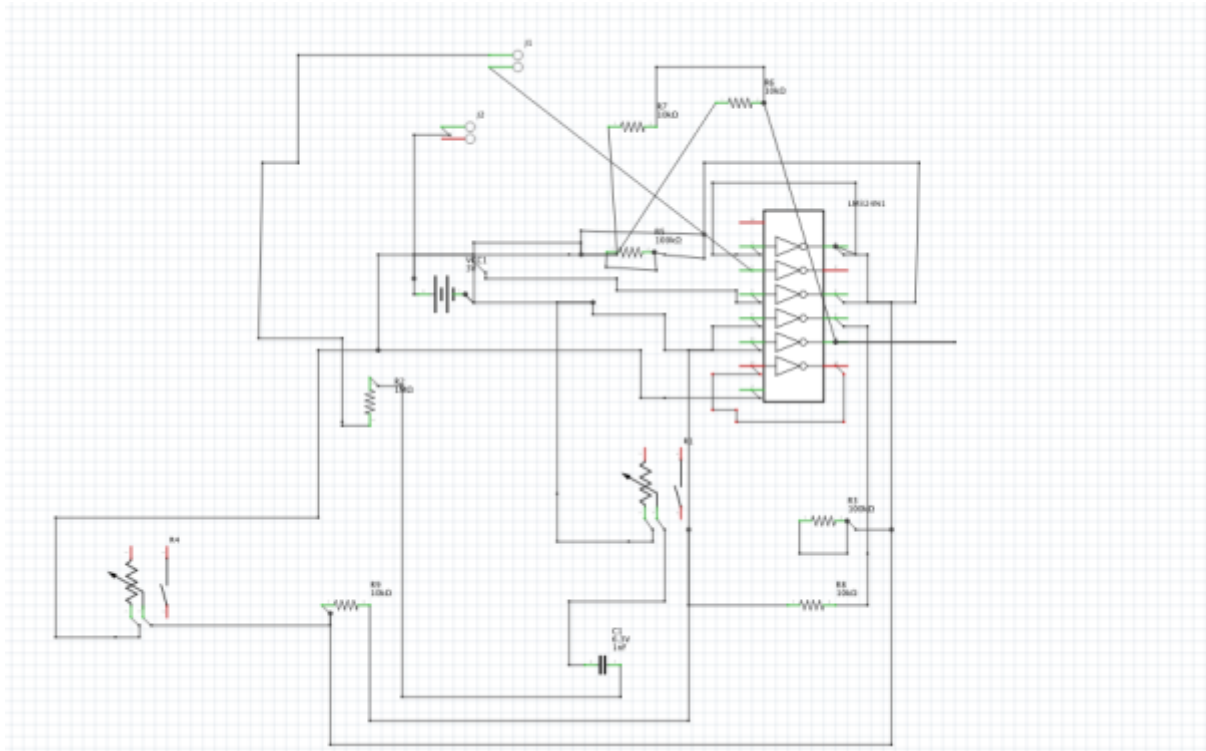 J1
J2
R6
10kΩ
R7
10kΩ
R5
100kΩ
VCC1
LM324N1
R2
R1
R3
100kΩ
R4
R9
10kΩ
R8
10kΩ
C1
6.3V
1nF